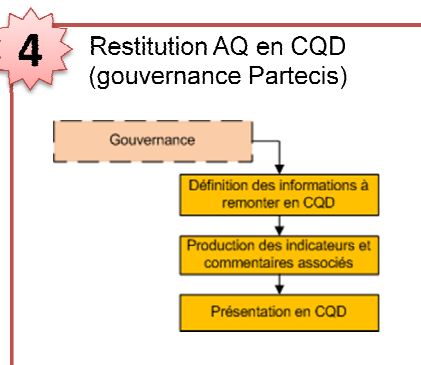 4
Restitution AQ en CQD
(gouvernance Partecis)
Gouvernance
Définition des informations à
remonter en CQD
Production des indicateurs et
commentaires associés
Présentation en CQD